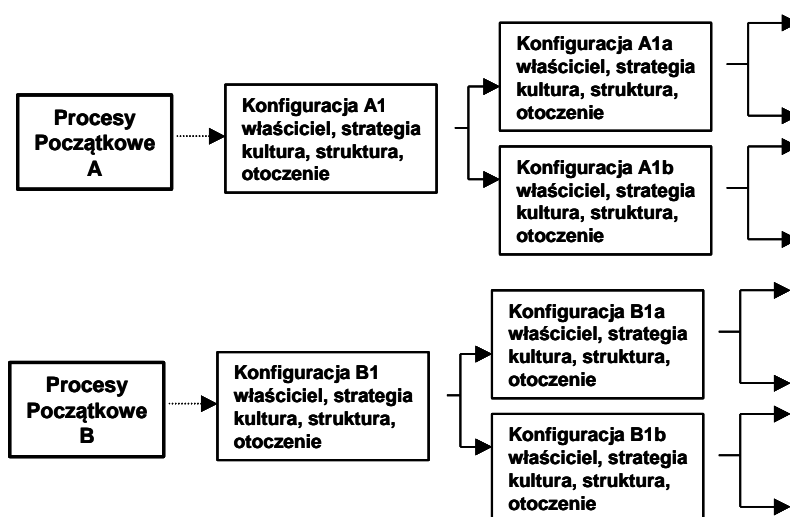 Procesy
Początkowe
A
Konfiguracja A1
właściciel, strategia
kultura, struktura,
otoczenie
Konfiguracja A1a
właściciel, strategia
kultura, struktura,
otoczenie
Konfiguracja A1b
właściciel, strategia
kultura, struktura,
otoczenie
Procesy
Początkowe
B
Konfiguracja B1
właściciel, strategia
kultura, struktura,
otoczenie
Konfiguracja B1a
właściciel, strategia
kultura, struktura,
otoczenie
Konfiguracja B1b
właściciel, strategia
kultura, struktura,
otoczenie